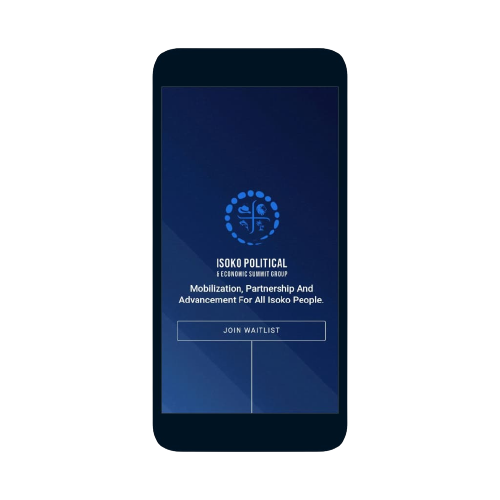 ISOKO POLITICAL
& ECONOMIC SUMMIT GROUP
Mobilization, Partnership And
Advancement For All Isoko People.
JOIN WAITLIST